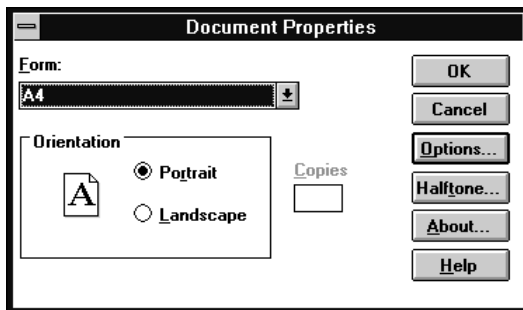 Document Properties
Form:
A4
OK
Cancel
Options...
Halftone...
About...
Help
Orientation
A
Portrait
Landscape
Copies